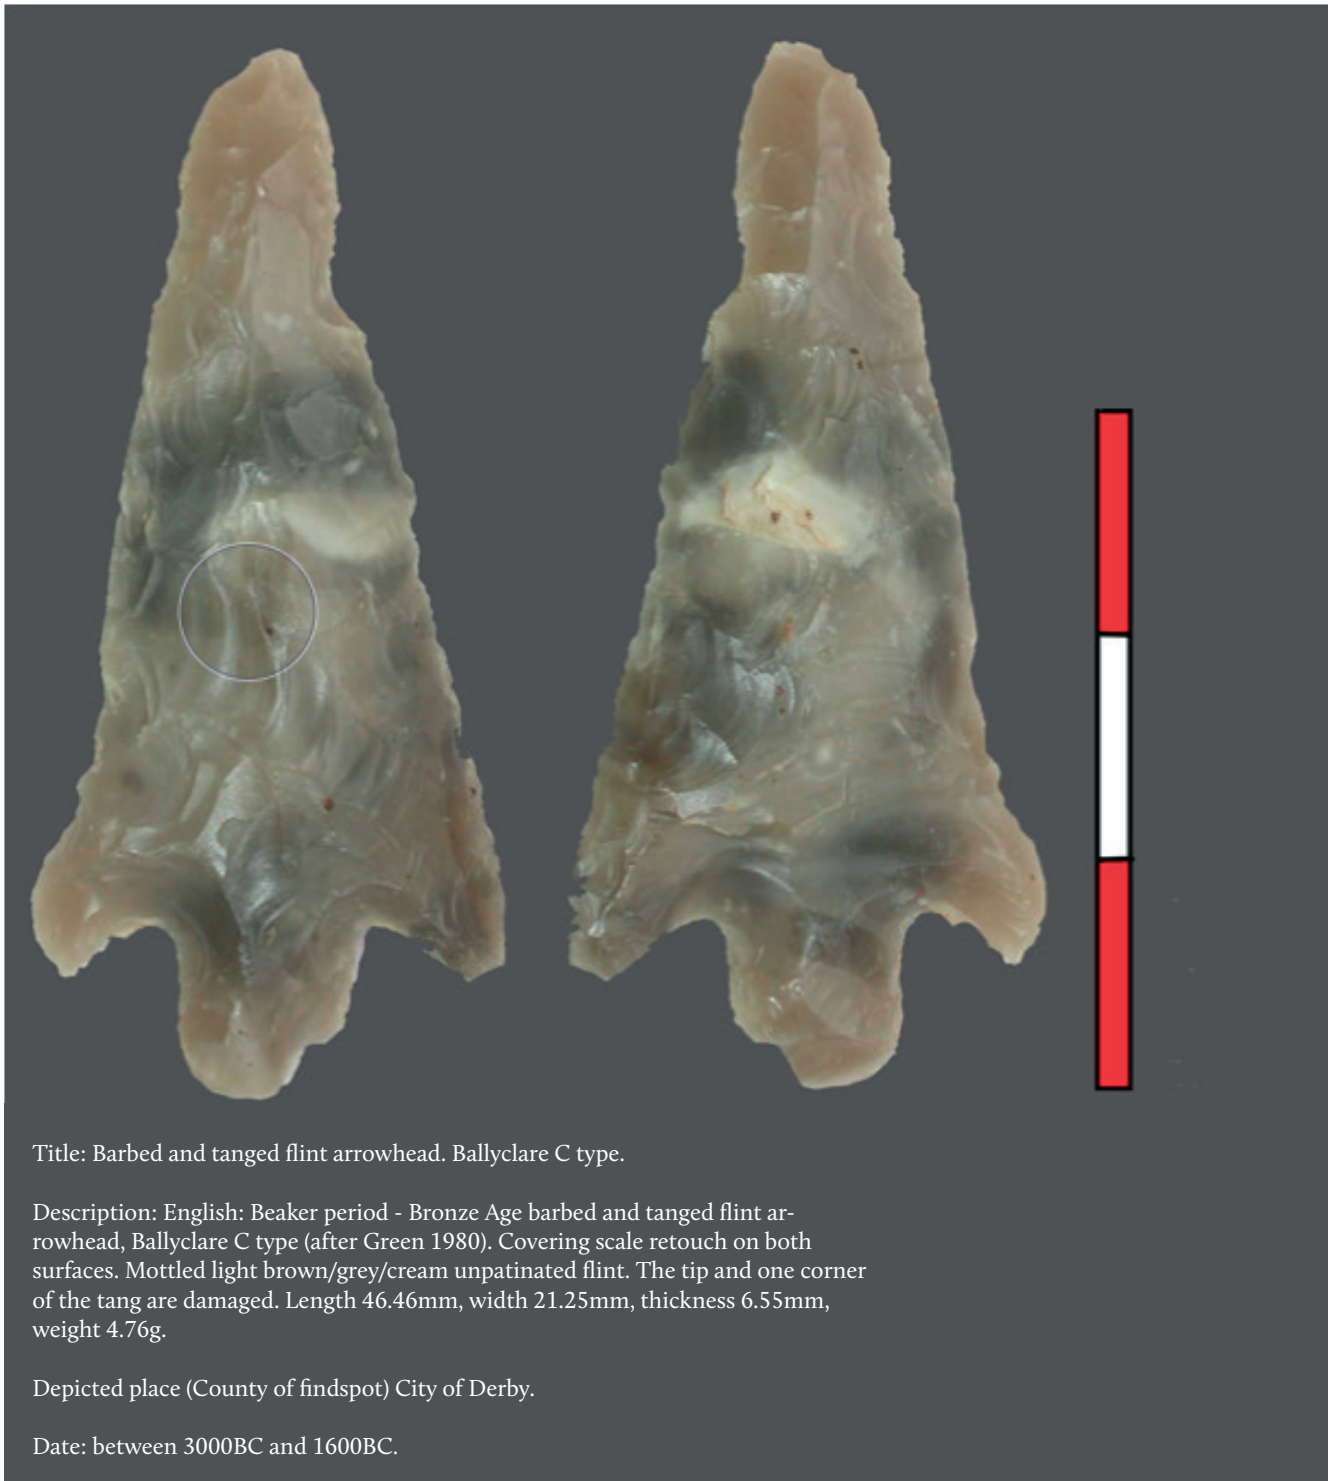 Title: Barbed and tanged flint arrowhead. Ballyclare C type.
Description: English: Beaker period - Bronze Age barbed and tanged flint ar-
rowhead, Ballyclare C type (after Green 1980). Covering scale retouch on both
surfaces. Mottled light brown/grey/cream unpatinated flint. The tip and one corner
of the tang are damaged. Length 46.46mm, width 21.25mm, thickness 6.55mm,
weight 4.76g.
Depicted place (County of findspot) City of Derby.
Date: between 3000BC and 1600BC.